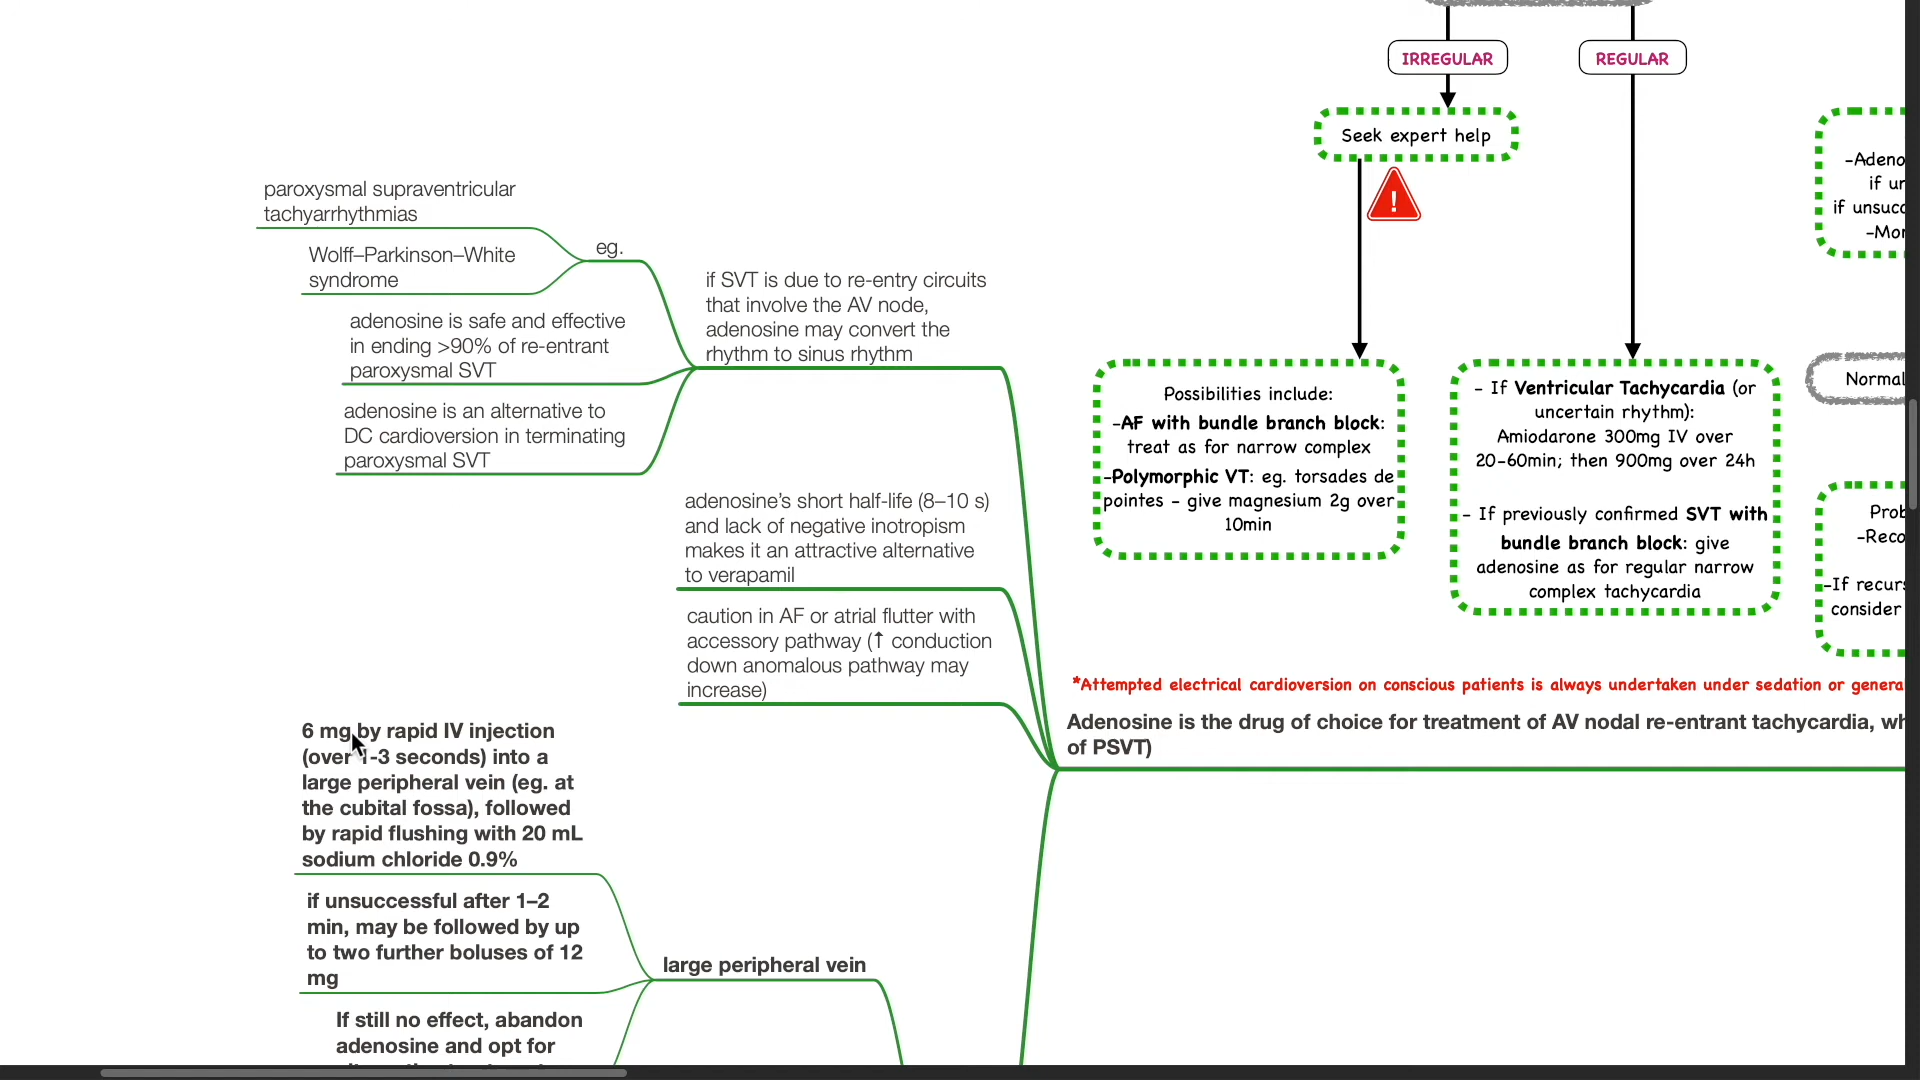 IRREGULAR
REGULAR
Seek expert help
!
paroxysmal supraventricular
tachyarrhythmias
eg.
Wolff–Parkinson–White
syndrome
adenosine is safe and effective
in ending >90% of re-entrant
paroxysmal SVT
adenosine is an alternative to
DC cardioversion in terminating
paroxysmal SVT
if SVT is due to re-entry circuits
that involve the AV node,
adenosine may convert the
rhythm to sinus rhythm
adenosine's short half-life (8–10 s)
and lack of negative inotropism
makes it an attractive alternative
to verapamil
caution in AF or atrial flutter with
accessory pathway (↑ conduction
down anomalous pathway may
increase)
Possibilities include:
-AF with bundle branch block:
treat as for narrow complex
-Polymorphic VT: eg. torsades de
pointes - give magnesium 2g over
10min
- If Ventricular Tachycardia (or
uncertain rhythm):
Amiodarone 300mg IV over
20-60min; then 900mg over 24h
- If previously confirmed SVT with
bundle branch block: give
adenosine as for regular narrow
complex tachycardia
if
if
Normal
-If
consider
*Attempted electrical cardioversion on conscious patients is always undertaken under sedation or
Adenosine is the drug of choice for treatment of AV nodal re-entrant tachycardia,
of PSVT)
6 mg by rapid IV injection
(over 1-3 seconds) into a
large peripheral vein (eg. at
the cubital fossa), followed
by rapid flushing with 20 mL
sodium chloride 0.9%
if unsuccessful after 1–2
min, may be followed by up
to two further boluses of 12
mg
large peripheral vein
If still no effect, abandon
adenosine and opt for